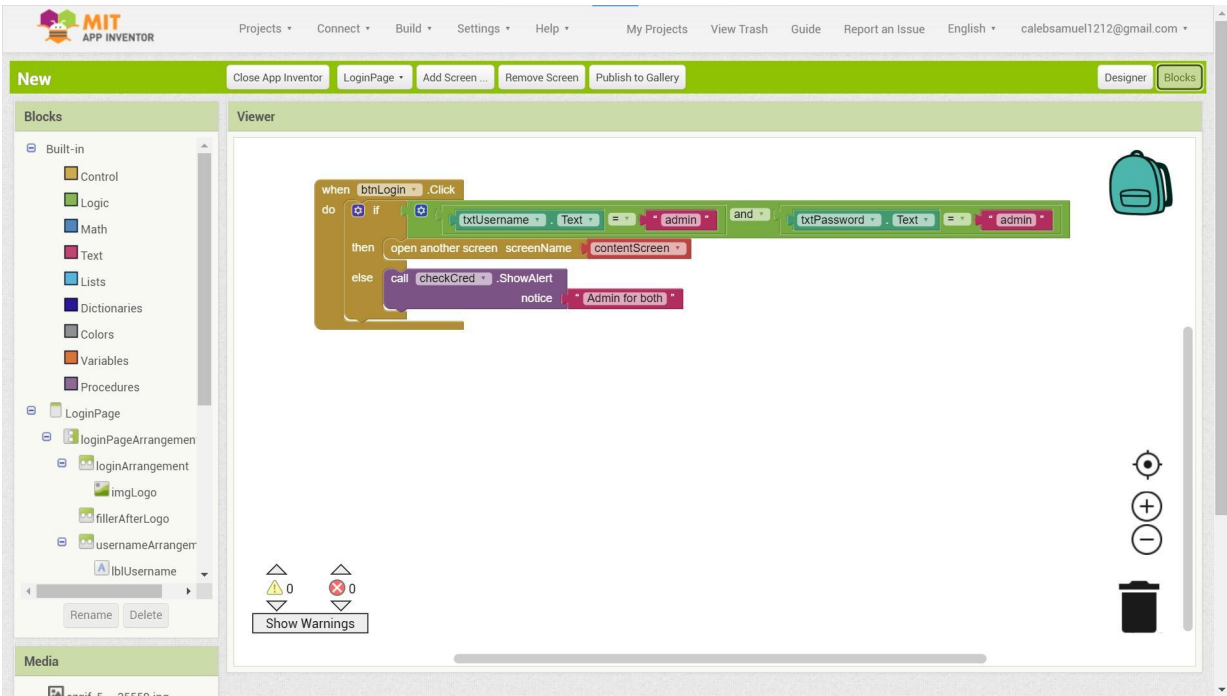 MIT
APP INVENTOR
Projects Connect Build Settings Help My Projects View Trash Guide Report an Issue English calebsamuel1212@gmail.com
New
Close App Inventor LoginPage Add Screen ... Remove Screen Publish to Gallery Designer Blocks
Blocks
Viewer
Built-in
Control
Logic
Math
Text
Lists
Dictionaries
Colors
Variables
Procedures
LoginPage
loginPageArrangemen
loginArrangement
imgLogo
fillerAfterLogo
usernameArrangem
lblUsername
Rename Delete
Media
when btnLogin .Click
do if txtUsername . Text = " admin " and txtPassword . Text = " admin "
then open another screen screenName contentScreen
else call checkCred .ShowAlert
notice " Admin for both "
0 0
Show Warnings